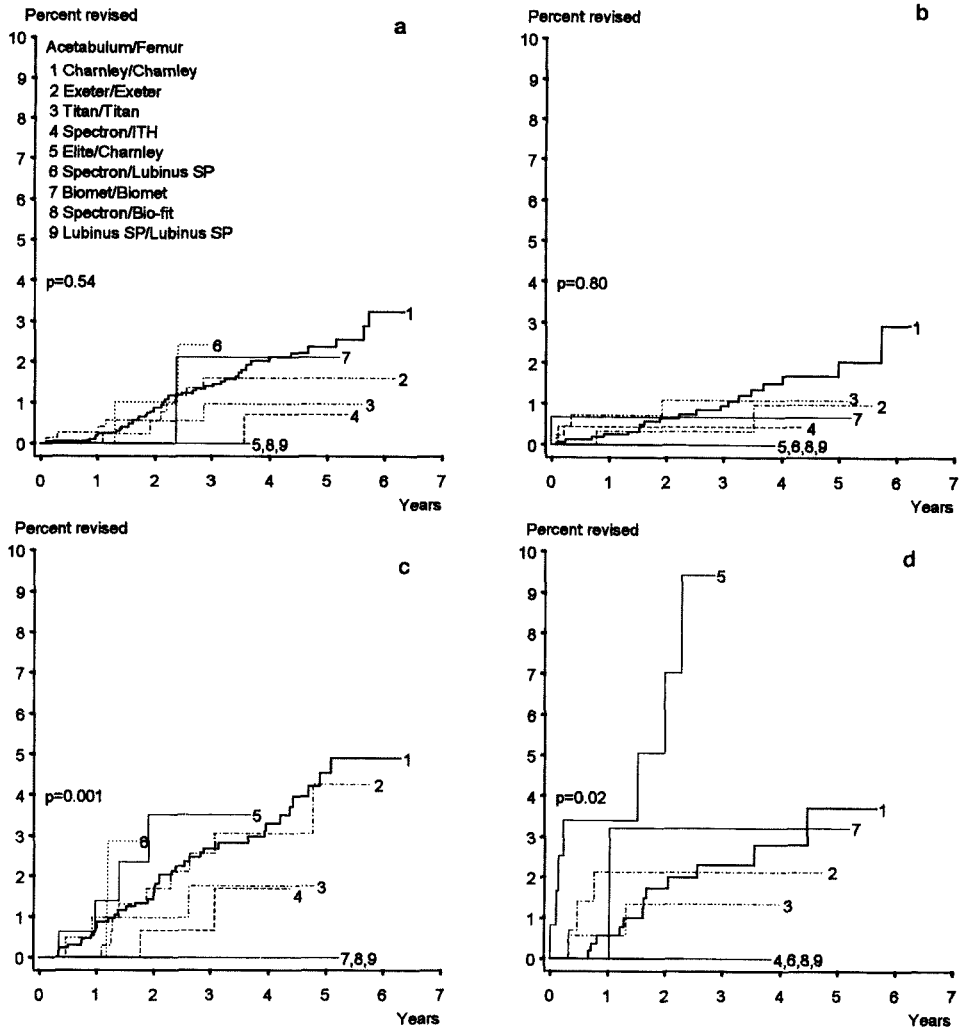 Percent revised
a
10
9
8
7
6
5
4
3
2
1
0
Acetabulum/Femur
1 Charnley/Charnley
2 Exeter/Exeter
3 Titan/Titan
4 Spectron/ITH
5 Elite/Charnley
6 Spectron/Lubinus SP
7 Biomet/Biomet
8 Spectron/Bio-fit
9 Lubinus SP/Lubinus SP
p=0.54
1
6
7
2
3
4
5,8,9
0 1 2 3 4 5 6 7
Years
b
10
9
8
7
6
5
4
3
2
1
0
p=0.80
1
3
2
7
4
5,6,8,9
0 1 2 3 4 5 6 7
Years
Percent revised
c
10
9
8
7
6
5
4
3
2
1
0
p=0.001
1
2
5
6
3
4
7,8,9
0 1 2 3 4 5 6 7
Years
Percent revised
d
10
9
8
7
6
5
4
3
2
1
0
p=0.02
5
1
7
2
3
4,6,8,9
0 1 2 3 4 5 6 7
Years